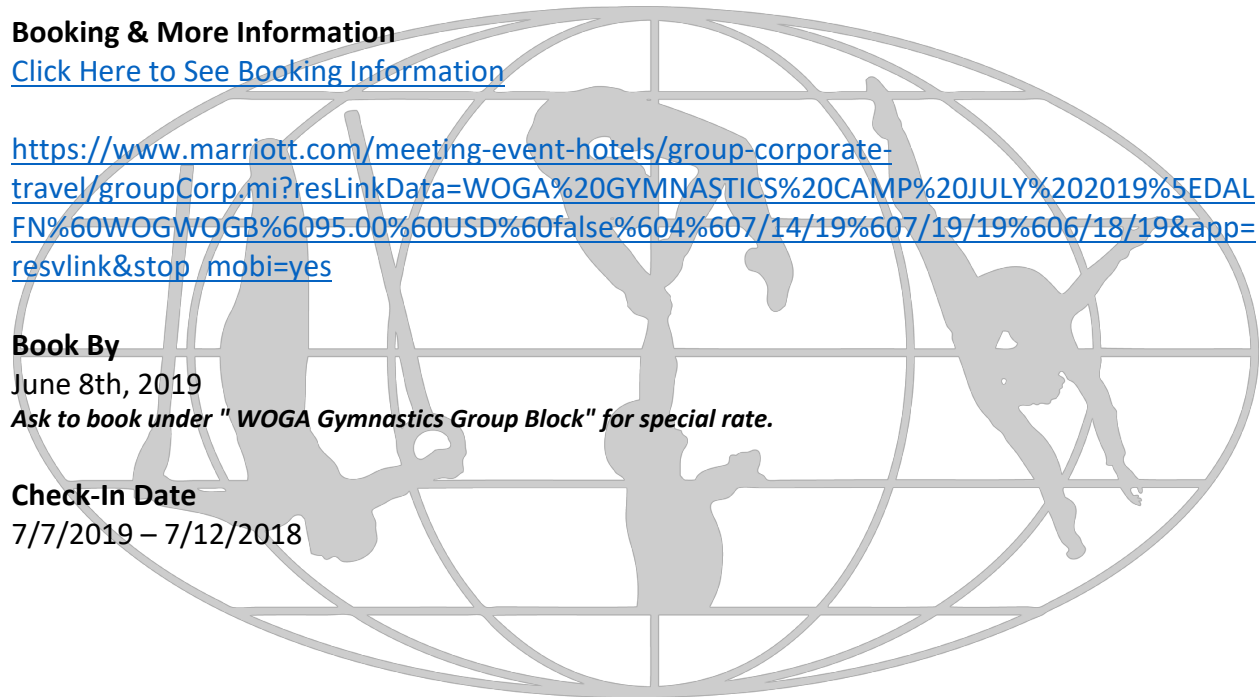 Booking & More Information
Click Here to See Booking Information
https://www.marriott.com/meeting-event-hotels/group-corporate-
travel/groupCorp.mi?resLinkData=WOGA%20GYMNASTICS%20CAMP%20JULY%202019%5EDAL
FN%60WOGWOGB%6095.00%60USD%60false%604%607/14/19%607/19/19%606/18/19&app=
resvlink&stop_mobi=yes
Book By
June 8th, 2019
Ask to book under " WOGA Gymnastics Group Block" for special rate.
Check-In Date
7/7/2019 – 7/12/2018